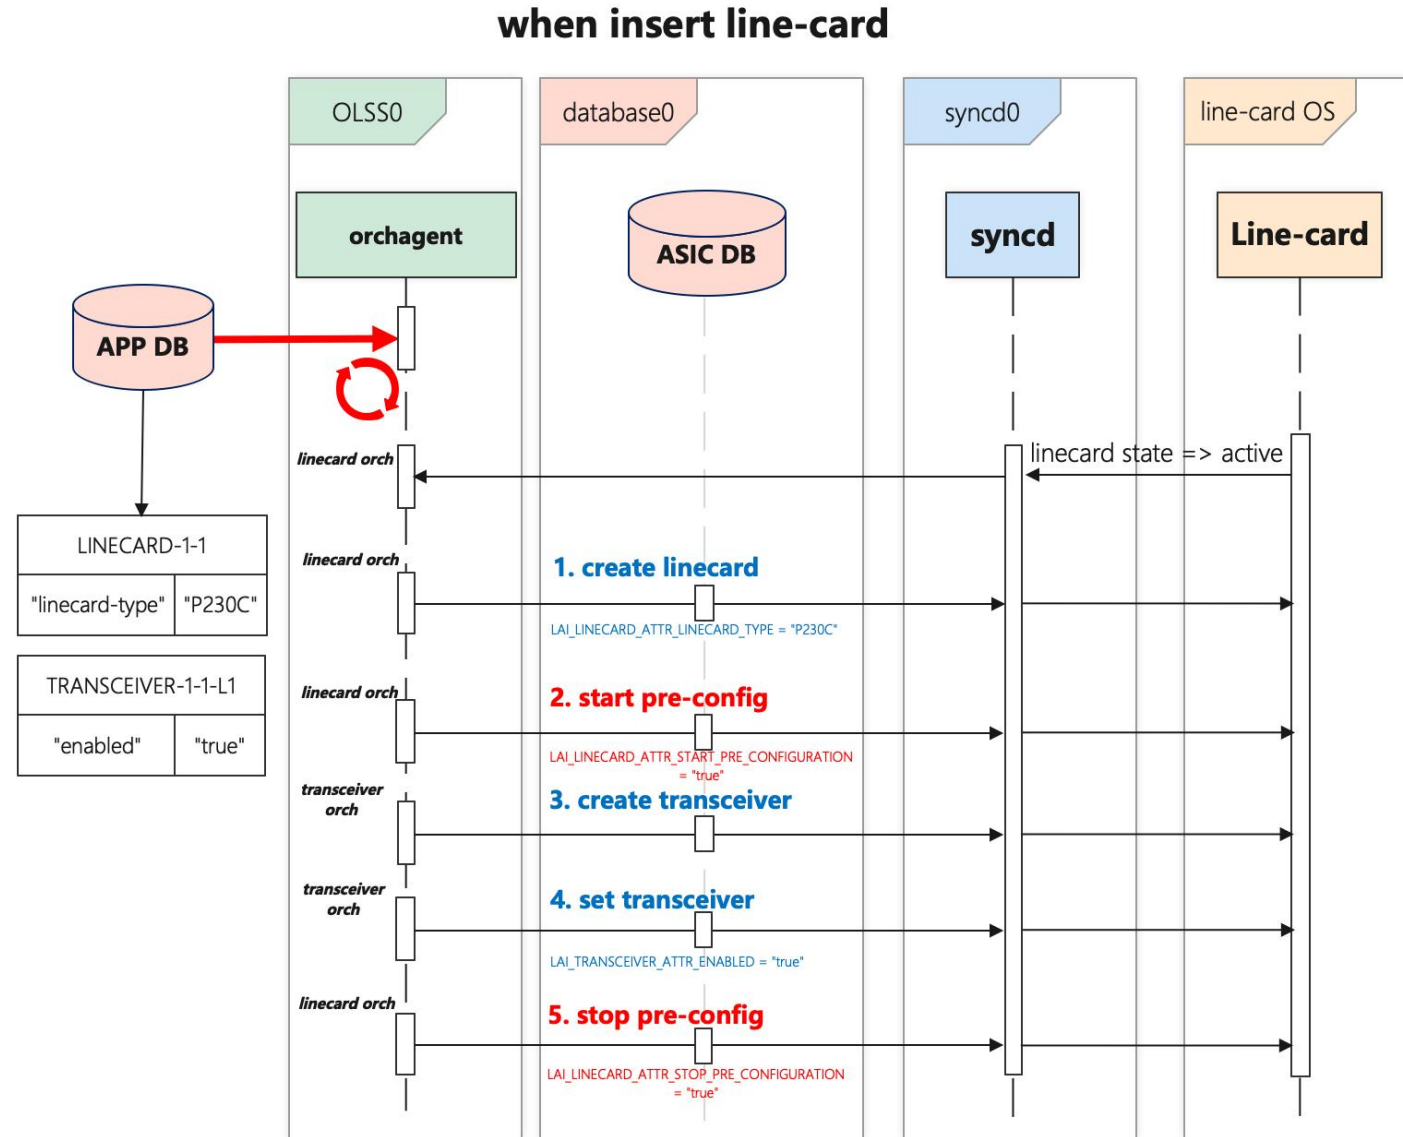 when insert line-card
OLSS0
database0
syncd0
line-card OS
orchagent
ASIC DB
syncd
Line-card
APP DB
linecard orch
linecard state => active
LINECARD-1-1
"linecard-type" "P230C"
TRANSCEIVER-1-1-L1
"enabled" "true"
linecard orch
1. create linecard
LAI_LINECARD_ATTR_LINECARD_TYPE = "P230C"
linecard orch
2. start pre-config
LAI_LINECARD_ATTR_START_PRE_CONFIGURATION
= "true"
transceiver
orch
3. create transceiver
transceiver
orch
4. set transceiver
LAI_TRANSCEIVER_ATTR_ENABLED = "true"
linecard orch
5. stop pre-config
LAI_LINECARD_ATTR_STOP_PRE_CONFIGURATION
= "true"